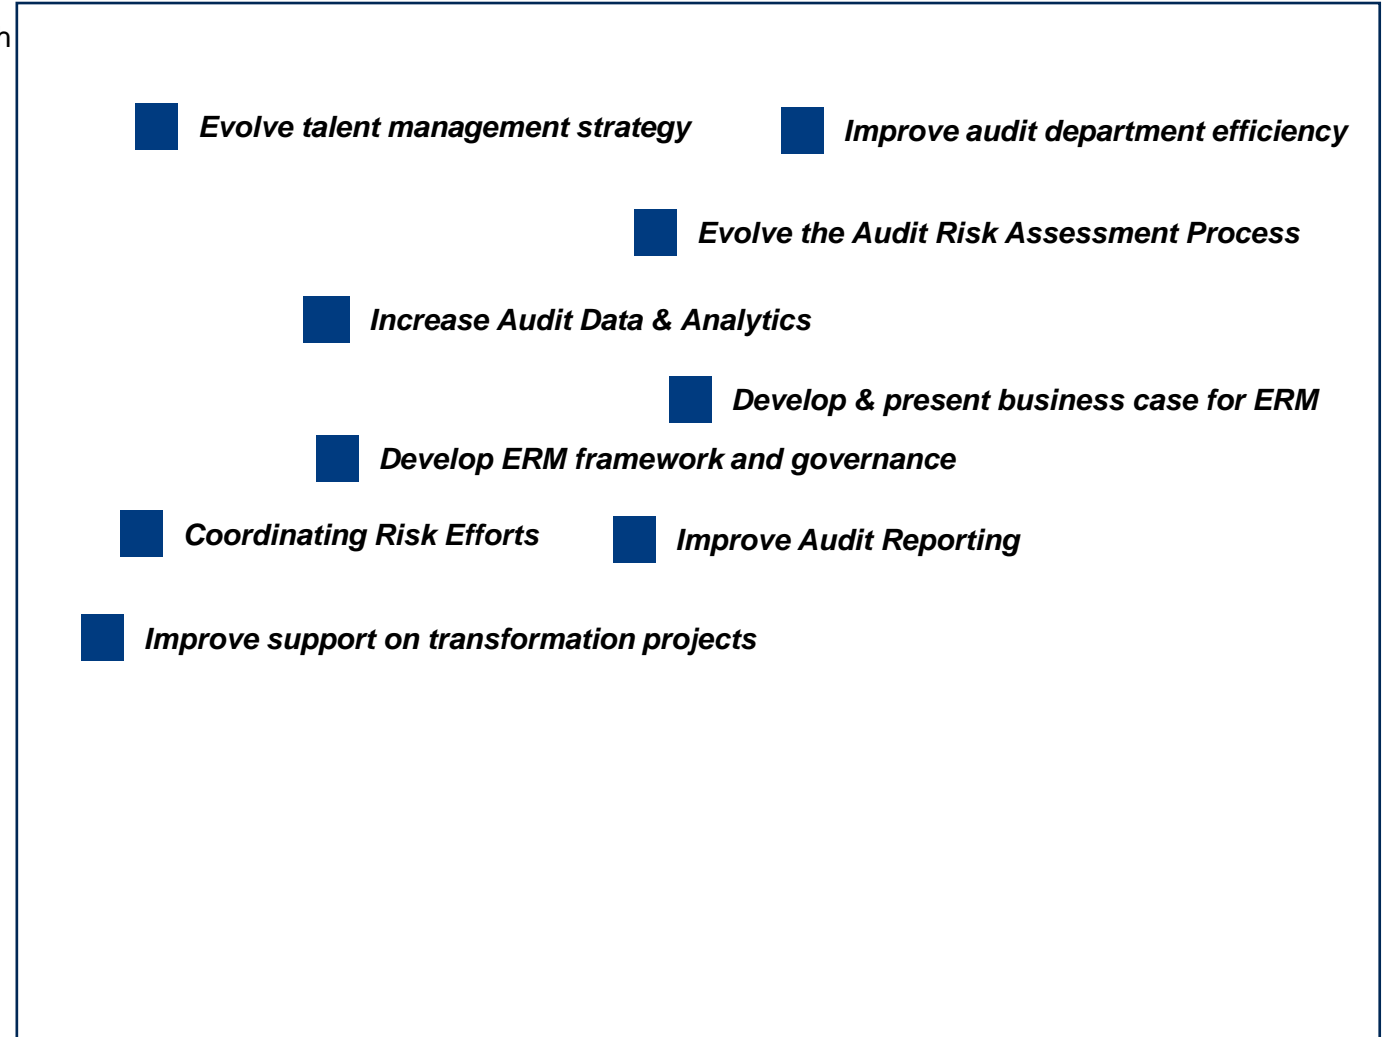 Evolve talent management strategy
Improve audit department efficiency
Evolve the Audit Risk Assessment Process
Increase Audit Data & Analytics
Develop & present business case for ERM
Develop ERM framework and governance
Coordinating Risk Efforts
Improve Audit Reporting
Improve support on transformation projects